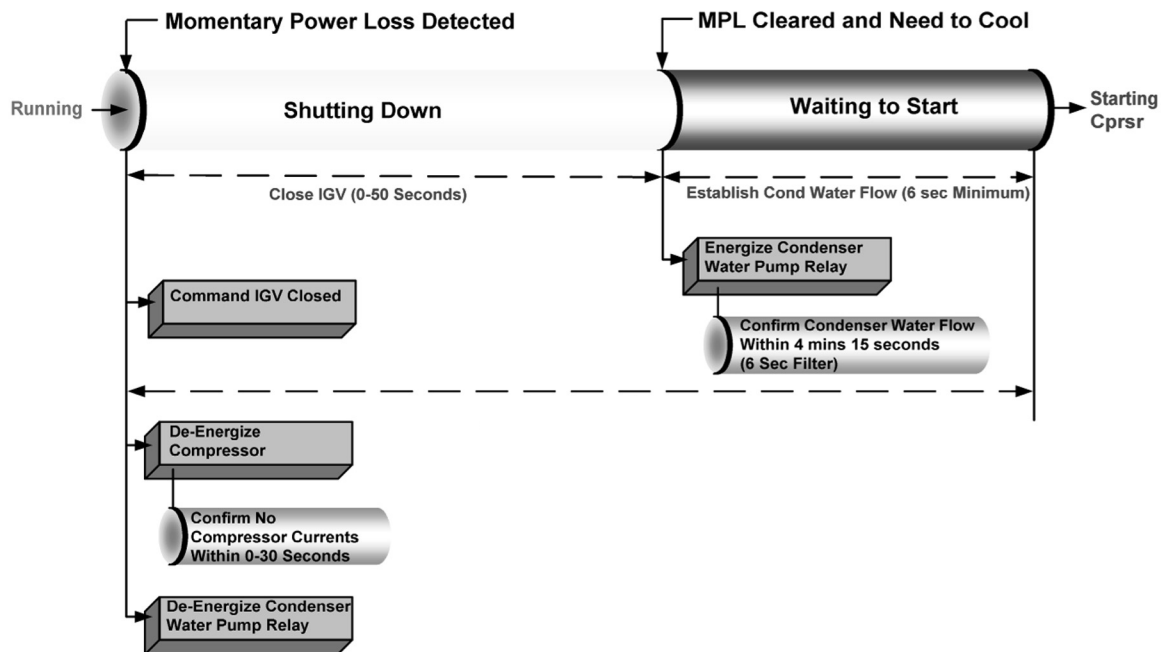 Momentary Power Loss Detected
MPL Cleared and Need to Cool
Running
Shutting Down
Waiting to Start
Starting
Cprsr
Close IGV (0-50 Seconds)
Establish Cond Water Flow (6 sec Minimum)
Energize Condenser
Water Pump Relay
Command IGV Closed
Confirm Condenser Water Flow
Within 4 mins 15 seconds
(6 Sec Filter)
De-Energize
Compressor
Confirm No
Compressor Currents
Within 0-30 Seconds
De-Energize Condenser
Water Pump Relay